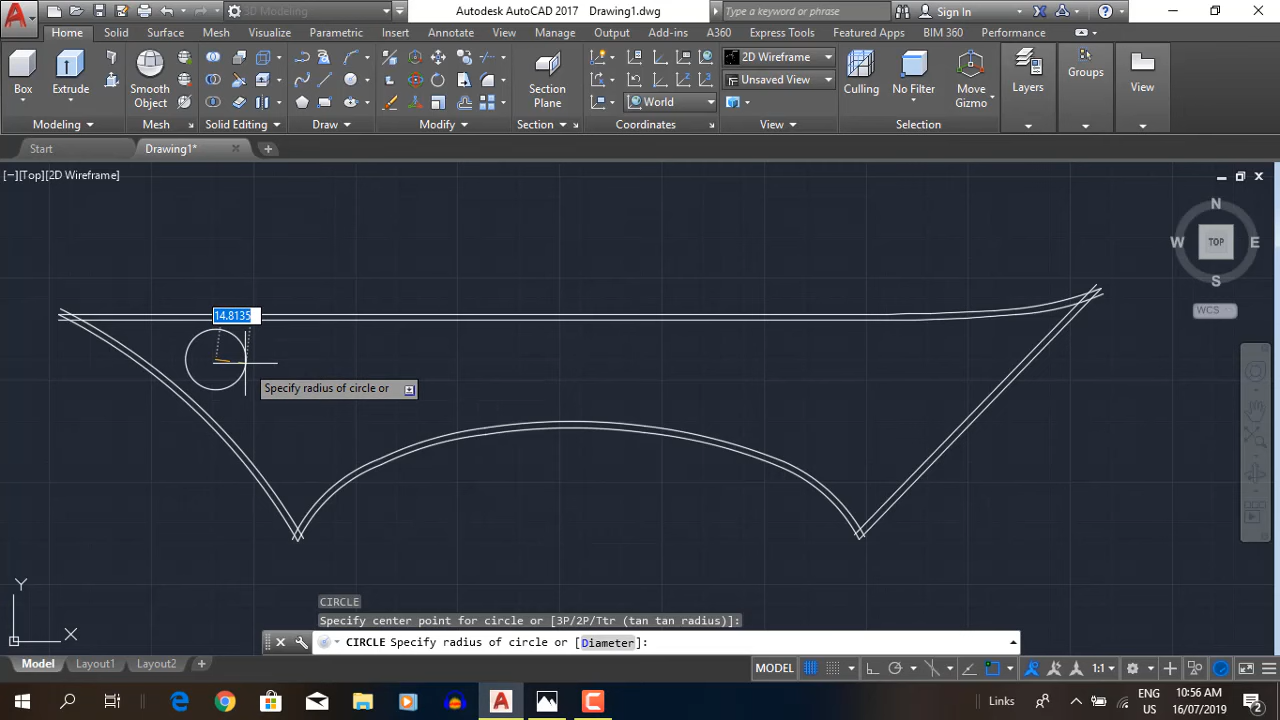 3D Modeling
Autodesk AutoCAD 2017 Drawing1.dwg
Type a keyword or phrase
Sign In
Home Solid Surface Mesh Visualize Parametric Insert Annotate View Manage Output Add-ins A360 Express Tools Featured Apps BIM 360 Performance
Box
Extrude
Smooth
Object
Section
Plane
World
2D Wireframe
Unsaved View
Culling
No Filter
Move
Gizmo
Layers
Groups
View
Modeling Mesh Solid Editing Draw Modify Section Coordinates View Selection
Start Drawing1*
[−][Top][2D Wireframe]
N
W TOP E
S
WCS
14.8135
Specify radius of circle or
Y
X
CIRCLE
Specify center point for circle or [3P/2P/Ttr (tan tan radius)]:
CIRCLE Specify radius of circle or [Diameter]:
Model Layout1 Layout2
MODEL 1:1
Links
ENG
US
10:56 AM
16/07/2019
2